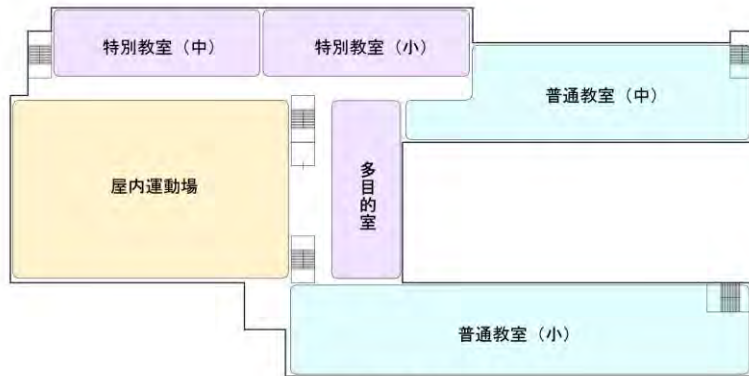 特別教室（中）
特別教室（小）
普通教室（中）
屋内運動場
多目的室
普通教室（小）